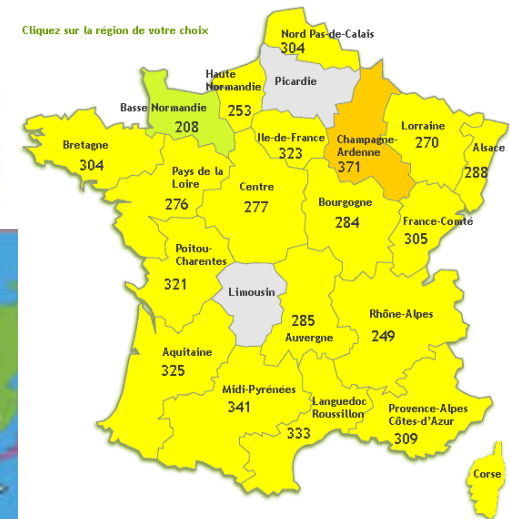 Cliquez sur la région de votre choix
Nord Pas-de-Calais
304
Haute
Normandie
253
Picardie
Basse Normandie
208
Bretagne
304
Ile-de-France
323
Champagne-
Ardenne
371
Lorraine
270
Alsace
288
Pays de la
Loire
276
Centre
277
Bourgogne
284
France-Comté
305
Poitou-
Charentes
321
Limousin
285
Auvergne
Rhône-Alpes
249
Aquitaine
325
Midi-Pyrénées
341
Languedoc
Roussillon
333
Provence-Alpes
Côtes-d'Azur
309
Corse